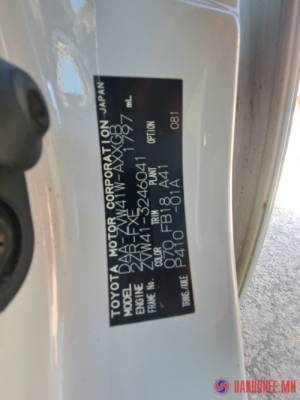 TOYOTA MOTOR CORPORATION JAPAN
MODEL DAA-ZVW41W-AXXGB
ENGINE 2ZR-FXE 1797 mL
FRAME No. ZVW41-3246041
COLOR TRIM PLANT OPTION
070 FB18 A41 081
TRANS./AXLE P410 -01A
BAHUUREE.MN